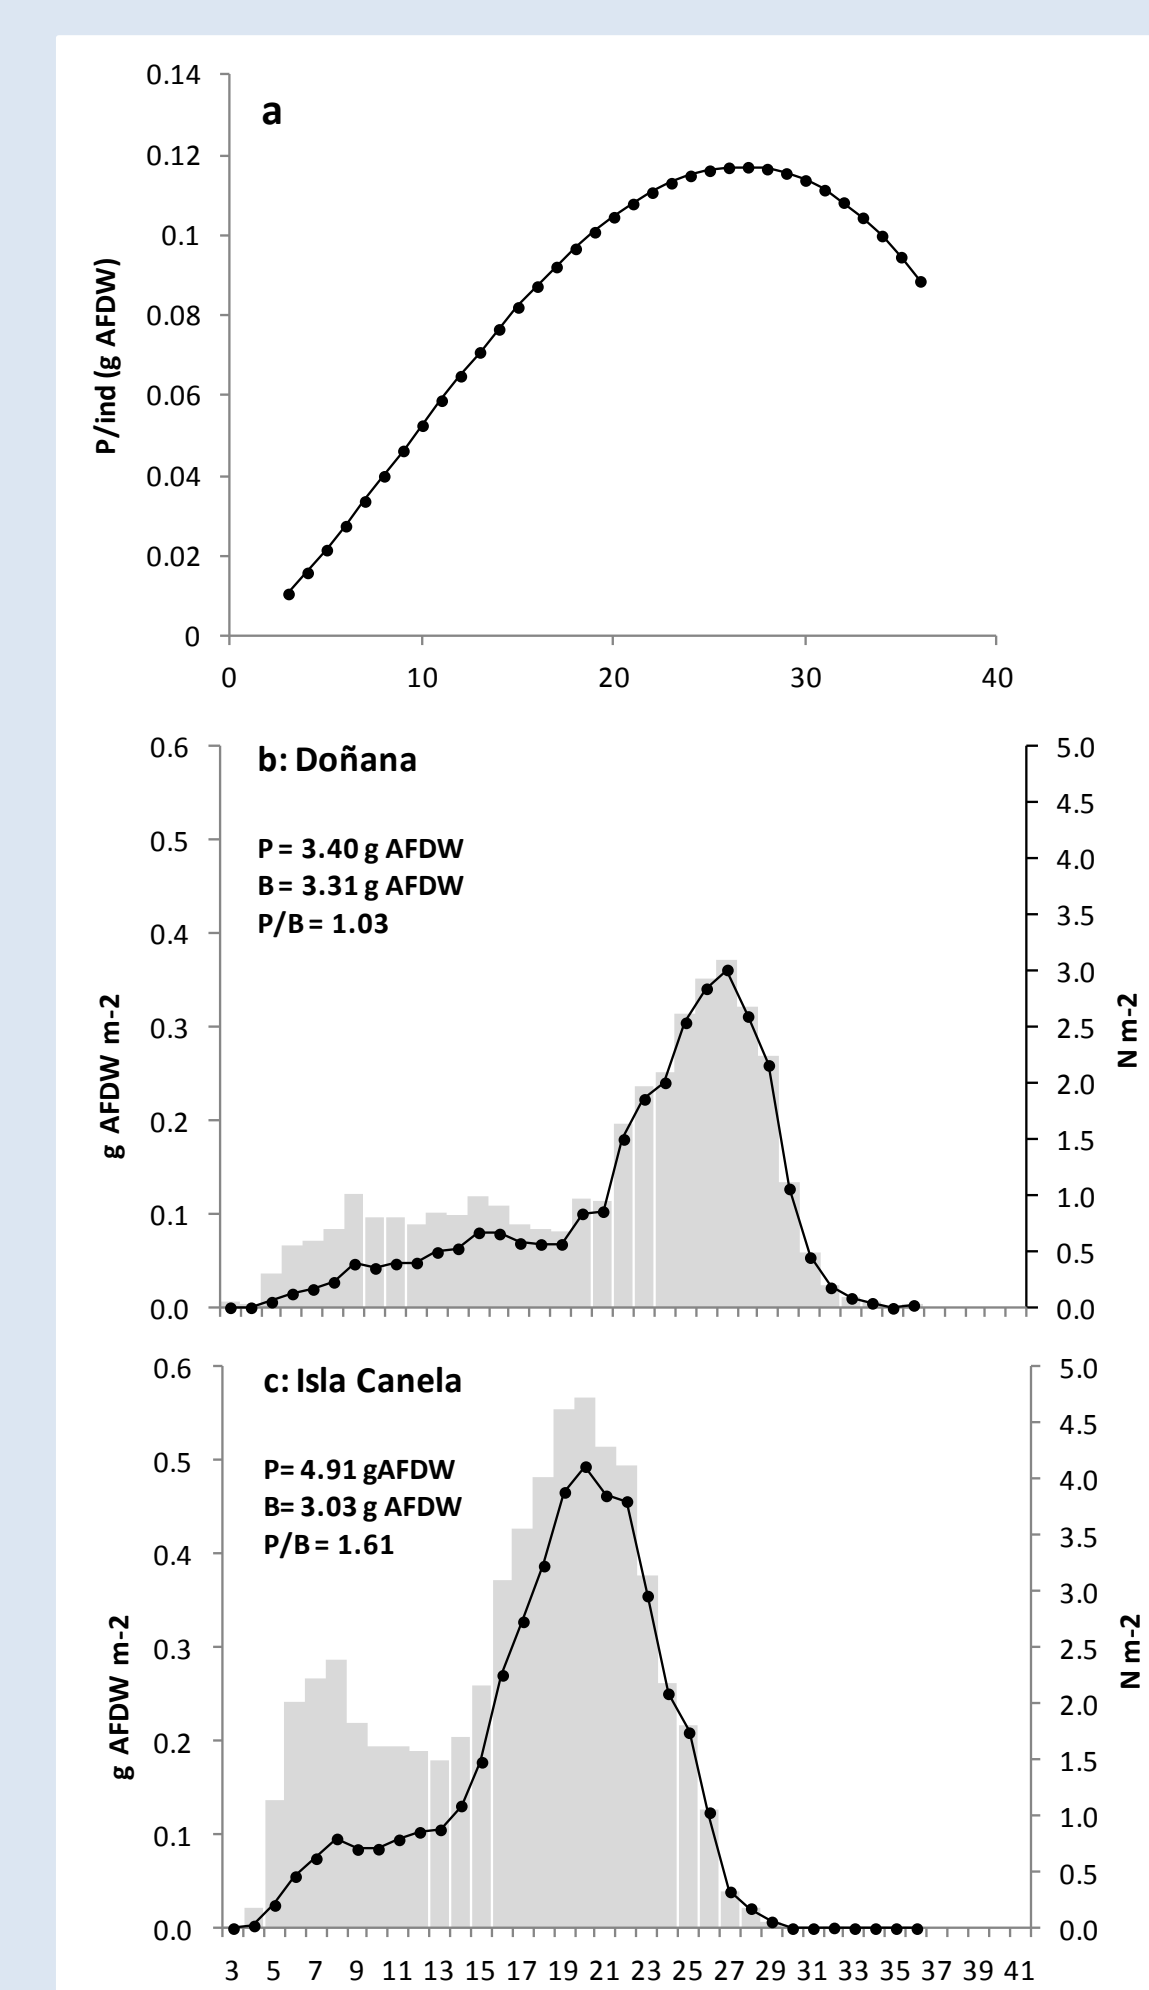 0.14
a
0.12
0.1
0.08
0.06
0.04
0.02
0
P/ind (g AFDW)
0 10 20 30 40
0.6 b: Doñana 5.0
4.5
0.5 P = 3.40 g AFDW 4.0
B = 3.31 g AFDW
P/B = 1.03 3.5
0.4
3.0
0.3 2.5
2.0
0.2
1.5
0.1 1.0
0.5
0.0 0.0
g AFDW m-2
N m-2
0.6 c: Isla Canela 5.0
4.5
0.5 P= 4.91 gAFDW
B= 3.03 g AFDW 4.0
P/B = 1.61
0.4 3.5
3.0
0.3 2.5
2.0
0.2
1.5
0.1 1.0
0.5
0.0 0.0
g AFDW m-2
N m-2
3 5 7 9 11 13 15 17 19 21 23 25 27 29 31 33 35 37 39 41